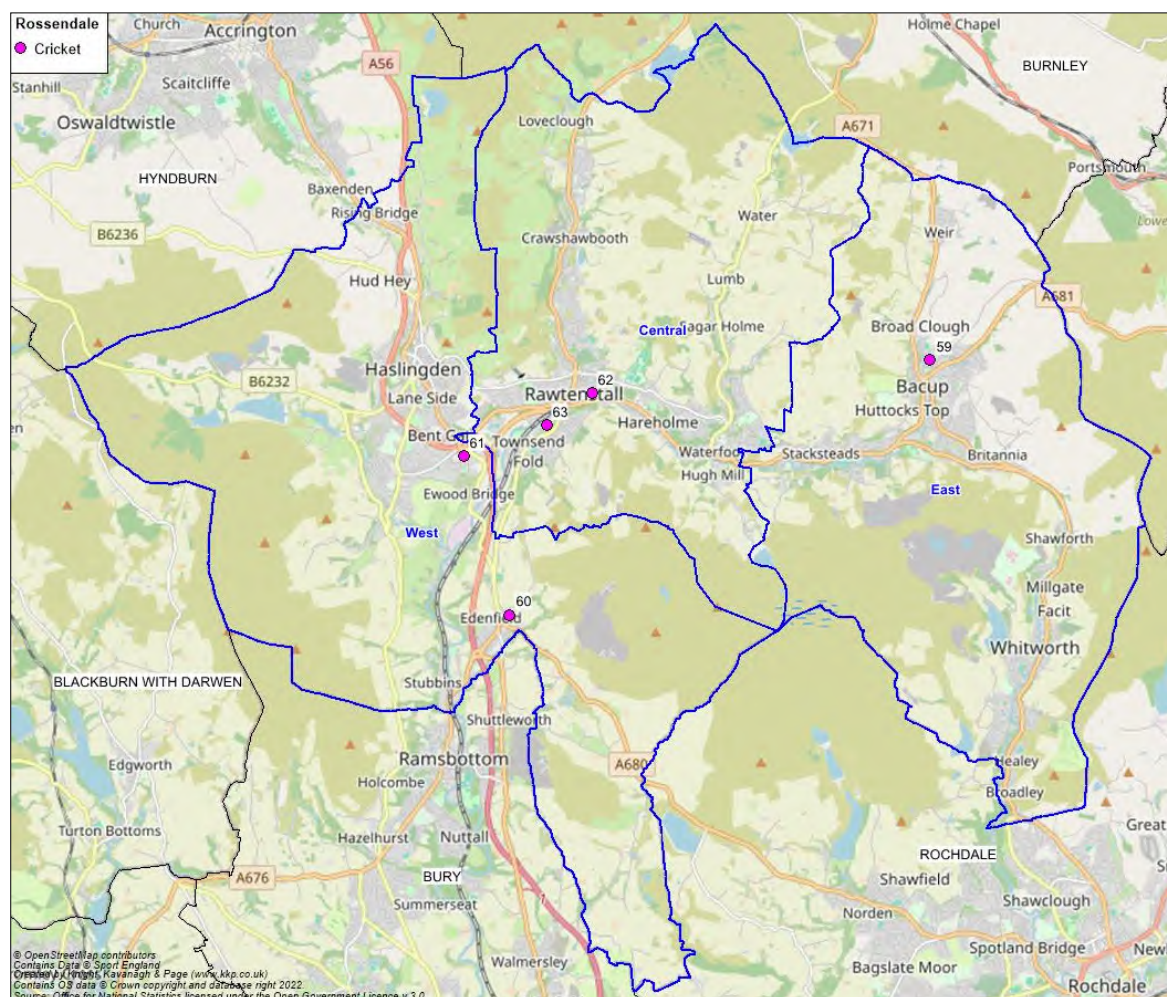 Rossendale
Cricket
Church
Accrington
A56
Holme Chapel
BURNLEY
Stanhill
Scaitcliffe
Oswaldtwistle
Loveclough
A671
Portsmouth
HYNDBURN
Baxenden
Rising Bridge
Water
B6236
Crawshawbooth
Weir
Hud Hey
Lumb
A681
Central
Broad Clough
59
Haslingden
B6232
Lane Side
62
Rawtenstall
Bacup
63
Hareholme
Huttocks Top
61
Townsend
Fold
Stacksteads
Britannia
Hugh Mill
Ewood Bridge
East
West
Shawforth
Millgate
Facit
60
Edenfield
Whitworth
BLACKBURN WITH DARWEN
Stubbins
Shuttleworth
Edgworth
Ramsbottom
A680
Healey
Holcombe
Broadley
Turton Bottoms
Hazelhurst
Nuttall
Great
A676
BURY
ROCHDALE
Shawfield
Summerseat
Norden
Shawclough
1
Spotland Bridge
New
Walmersley
Bagslate Moor
Rochdale
© OpenStreetMap contributors
Contains Data © Sport England
Created by Knight, Kavanagh & Page (www.kkp.co.uk)
Contains OS data © Crown copyright and database right 2022
Source: Office for National Statistics licensed under the Open Government Licence v.3.0